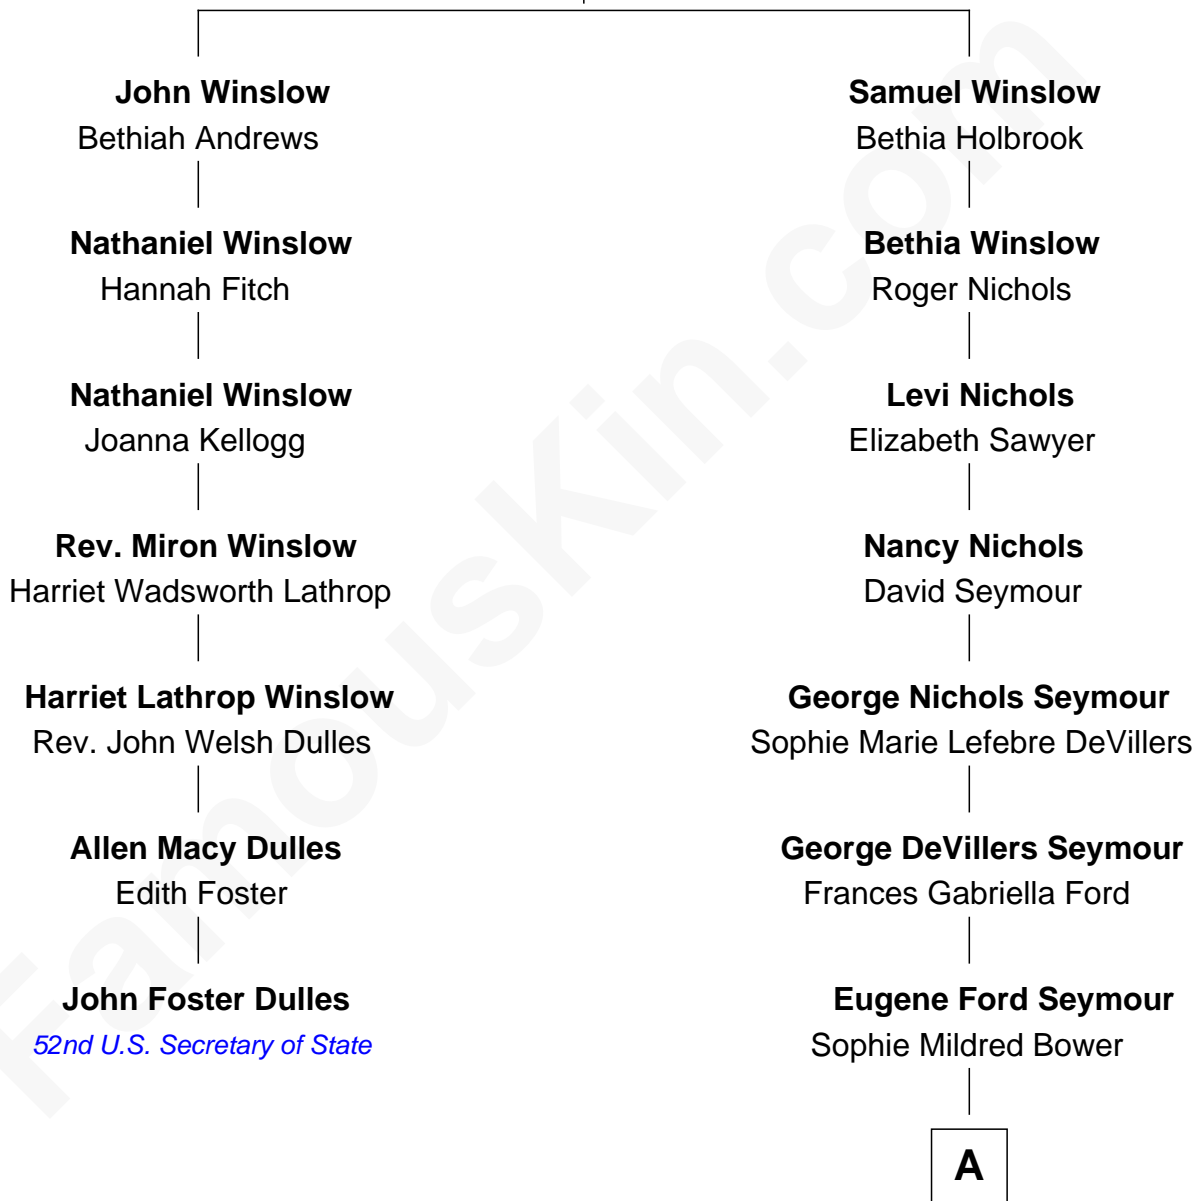 John Winslow
Bethiah Andrews
Nathaniel Winslow
Hannah Fitch
Nathaniel Winslow
Joanna Kellogg
Rev. Miron Winslow
Harriet Wadsworth Lathrop
Harriet Lathrop Winslow
Rev. John Welsh Dulles
Allen Macy Dulles
Edith Foster
John Foster Dulles
52nd U.S. Secretary of State
Samuel Winslow
Bethia Holbrook
Bethia Winslow
Roger Nichols
Levi Nichols
Elizabeth Sawyer
Nancy Nichols
David Seymour
George Nichols Seymour
Sophie Marie Lefebre DeVillers
George DeVillers Seymour
Frances Gabriella Ford
Eugene Ford Seymour
Sophie Mildred Bower
A
FamousKin.com